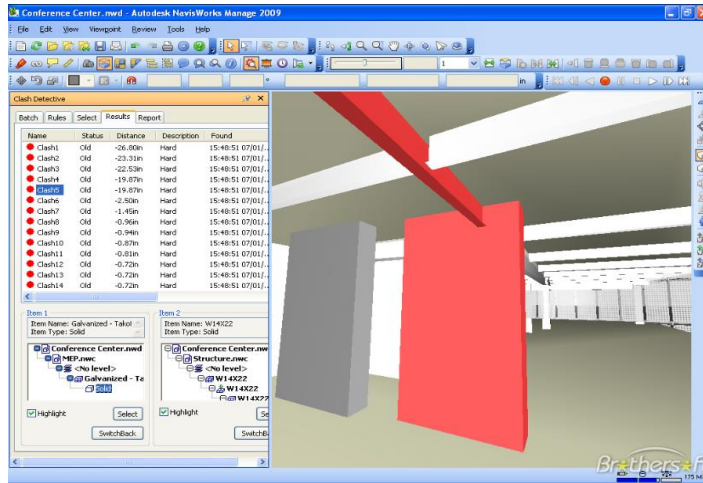 Conference Center.nwd - Autodesk NavisWorks Manage 2009
File Edit View Viewpoint Review Tools Help
1
in
Clash Detective
Batch Rules Select Results Report
Name Status Distance Description Found
Clash1 Old -26.80in Hard 15:48:51 07/01/..
Clash2 Old -23.31in Hard 15:48:51 07/01/..
Clash3 Old -22.53in Hard 15:48:51 07/01/..
Clash4 Old -19.87in Hard 15:48:51 07/01/..
Clash5 Old -19.87in Hard 15:48:51 07/01/..
Clash6 Old -2.50in Hard 15:48:51 07/01/..
Clash7 Old -1.45in Hard 15:48:51 07/01/..
Clash8 Old -0.96in Hard 15:48:51 07/01/..
Clash9 Old -0.94in Hard 15:48:51 07/01/..
Clash10 Old -0.87in Hard 15:48:51 07/01/..
Clash11 Old -0.81in Hard 15:48:51 07/01/..
Clash12 Old -0.72in Hard 15:48:51 07/01/..
Clash13 Old -0.72in Hard 15:48:51 07/01/..
Clash14 Old -0.72in Hard 15:48:51 07/01/..
Item 1 Item 2
Item Name: Galvanized - Takot Item Name: W14X22
Item Type: Solid Item Type: Solid
Conference Center.nwd Conference Center.nw
MEP.nwc Structure.nwc
<No level> <No level>
Galvanized - Ta W14X22
Solid W14X22
W14X22
Highlight Select Highlight Se
SwitchBack SwitchB
Brothersoft
175 M